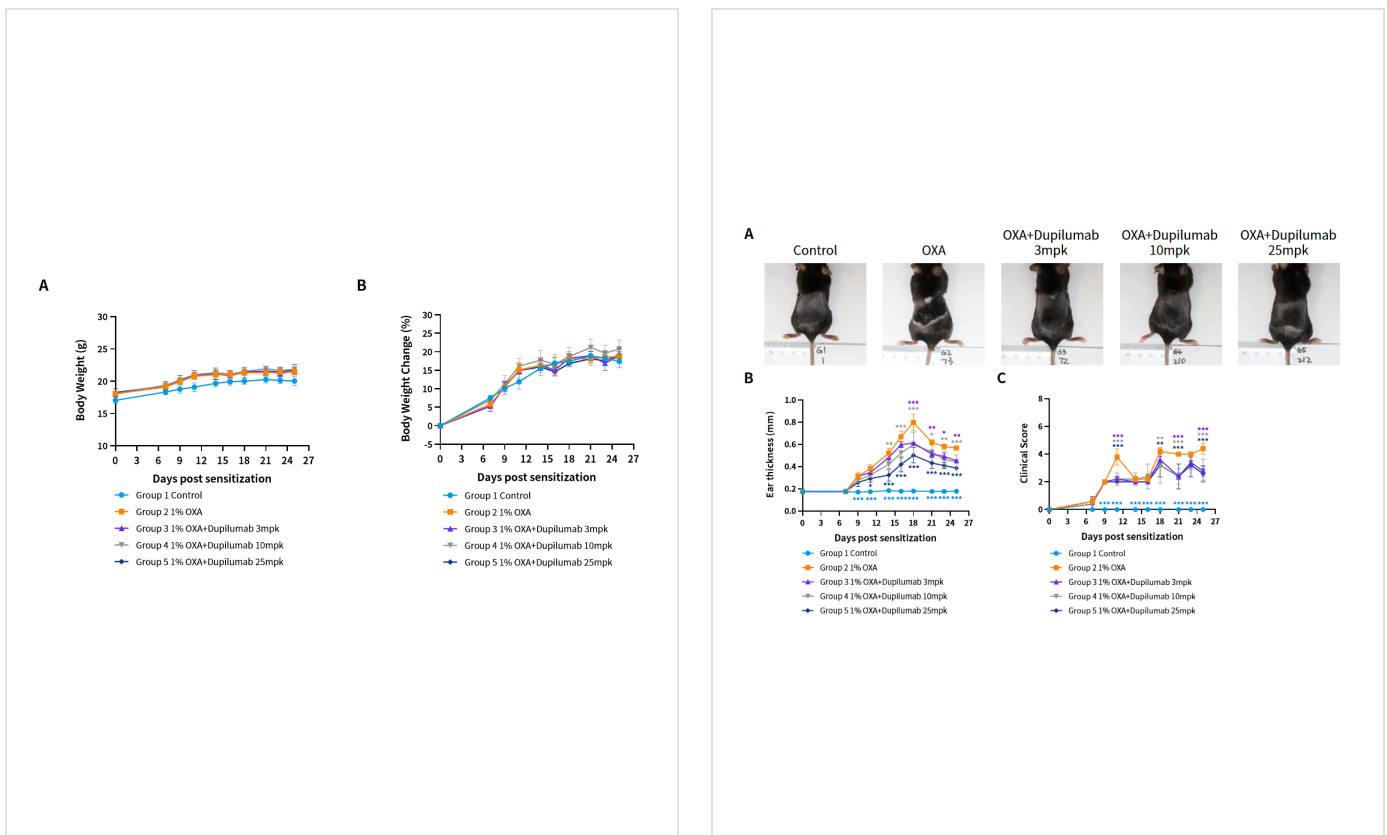 A
B
Body Weight (g)
30
25
20
15
10
0 3 6 9 12 15 18 21 24 27
Days post sensitization
Group 1 Control
Group 2 1% OXA
Group 3 1% OXA+Dupilumab 3mpk
Group 4 1% OXA+Dupilumab 10mpk
Group 5 1% OXA+Dupilumab 25mpk
Body Weight Change (%)
30
25
20
15
10
5
0
-5
0 3 6 9 12 15 18 21 24 27
Days post sensitization
Group 1 Control
Group 2 1% OXA
Group 3 1% OXA+Dupilumab 3mpk
Group 4 1% OXA+Dupilumab 10mpk
Group 5 1% OXA+Dupilumab 25mpk
A
Control
OXA
OXA+Dupilumab
3mpk
OXA+Dupilumab
10mpk
OXA+Dupilumab
25mpk
G1
1
G2
73
G3
72
G4
210
G5
212
B
Ear thickness (mm)
1.0
0.8
0.6
0.4
0.2
0.0
0 3 6 9 12 15 18 21 24 27
Days post sensitization
Group 1 Control
Group 2 1% OXA
Group 3 1% OXA+Dupilumab 3mpk
Group 4 1% OXA+Dupilumab 10mpk
Group 5 1% OXA+Dupilumab 25mpk
C
Clinical Score
8
6
4
2
0
0 3 6 9 12 15 18 21 24 27
Days post sensitization
Group 1 Control
Group 2 1% OXA
Group 3 1% OXA+Dupilumab 3mpk
Group 4 1% OXA+Dupilumab 10mpk
Group 5 1% OXA+Dupilumab 25mpk